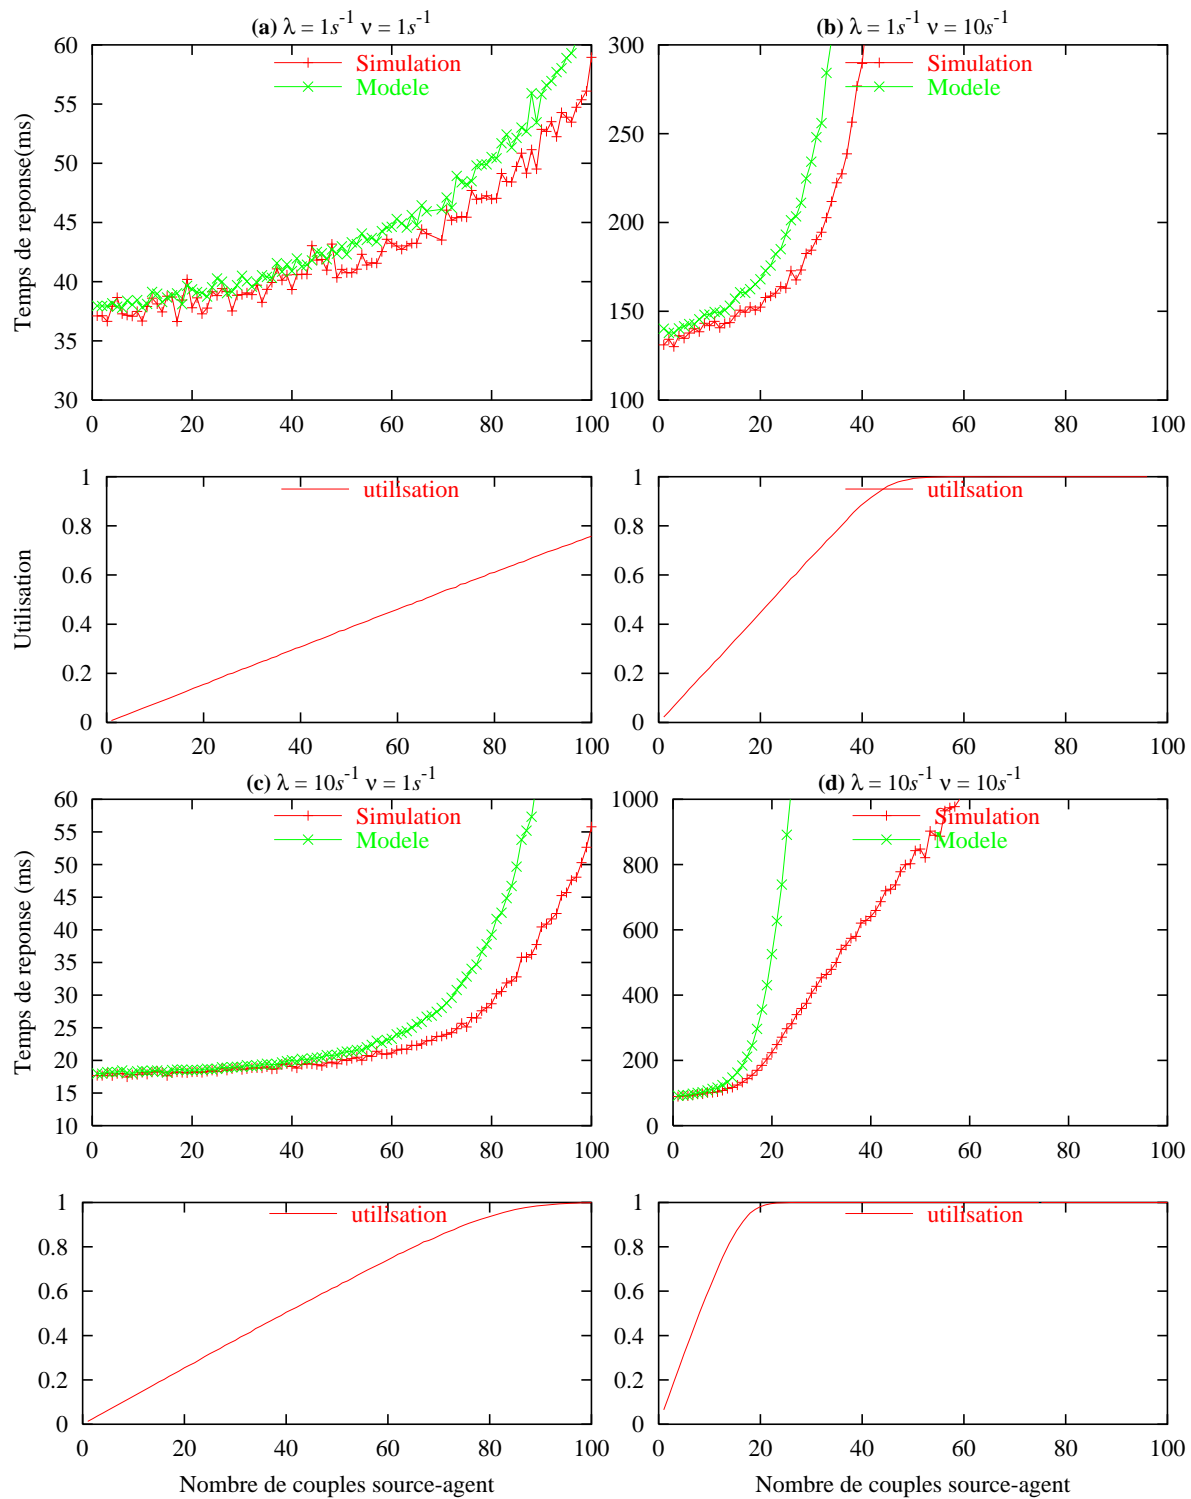 (a) λ = 1s⁻¹ ν = 1s⁻¹
60
55
50
45
40
35
30
Temps de reponse(ms)
Simulation
Modele
0 20 40 60 80 100
(b) λ = 1s⁻¹ ν = 10s⁻¹
300
250
200
150
100
Simulation
Modele
0 20 40 60 80 100
1
0.8
0.6
0.4
0.2
0
Utilisation
utilisation
0 20 40 60 80 100
1
0.8
0.6
0.4
0.2
0
utilisation
0 20 40 60 80 100
(c) λ = 10s⁻¹ ν = 1s⁻¹
60
55
50
45
40
35
30
25
20
15
10
Temps de reponse (ms)
Simulation
Modele
0 20 40 60 80 100
(d) λ = 10s⁻¹ ν = 10s⁻¹
1000
800
600
400
200
0
Simulation
Modele
0 20 40 60 80 100
1
0.8
0.6
0.4
0.2
0
utilisation
0 20 40 60 80 100
Nombre de couples source-agent
1
0.8
0.6
0.4
0.2
0
utilisation
0 20 40 60 80 100
Nombre de couples source-agent